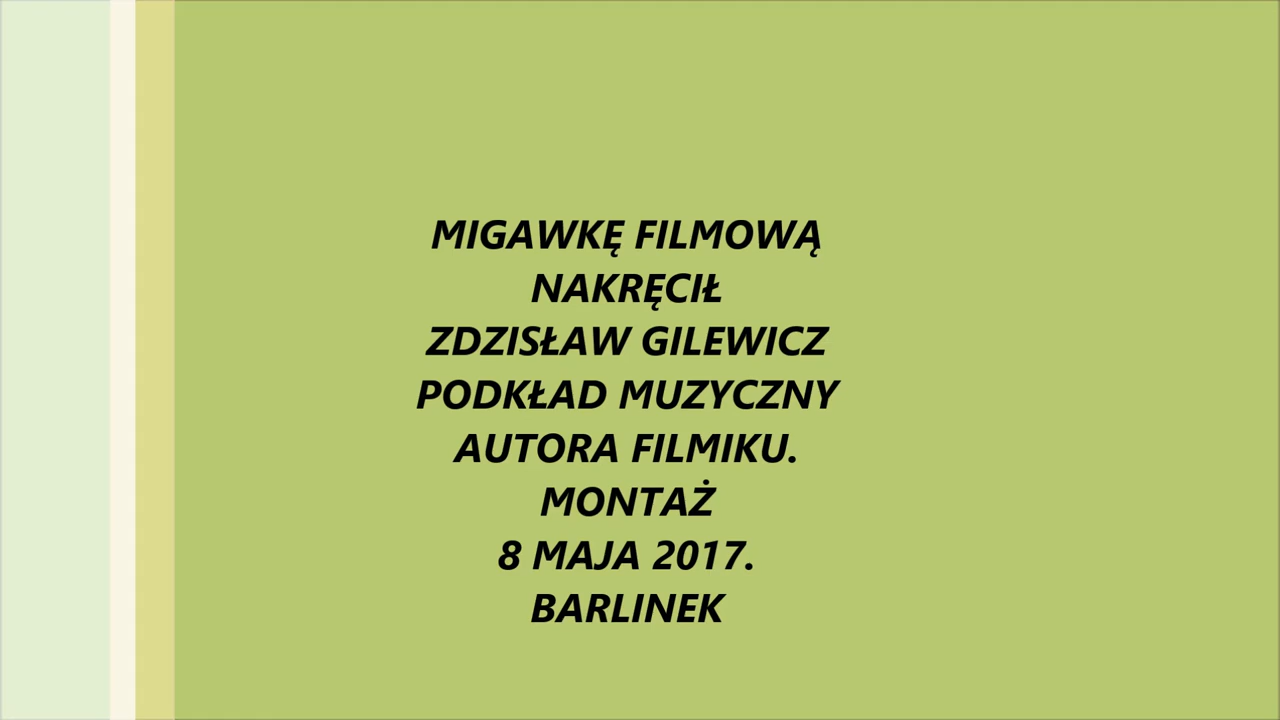 MIGAWKĘ FILMOWĄ
NAKRĘCIŁ
ZDZISŁAW GILEWICZ
PODKŁAD MUZYCZNY
AUTORA FILMIKU.
MONTAŻ
8 MAJA 2017.
BARLINEK